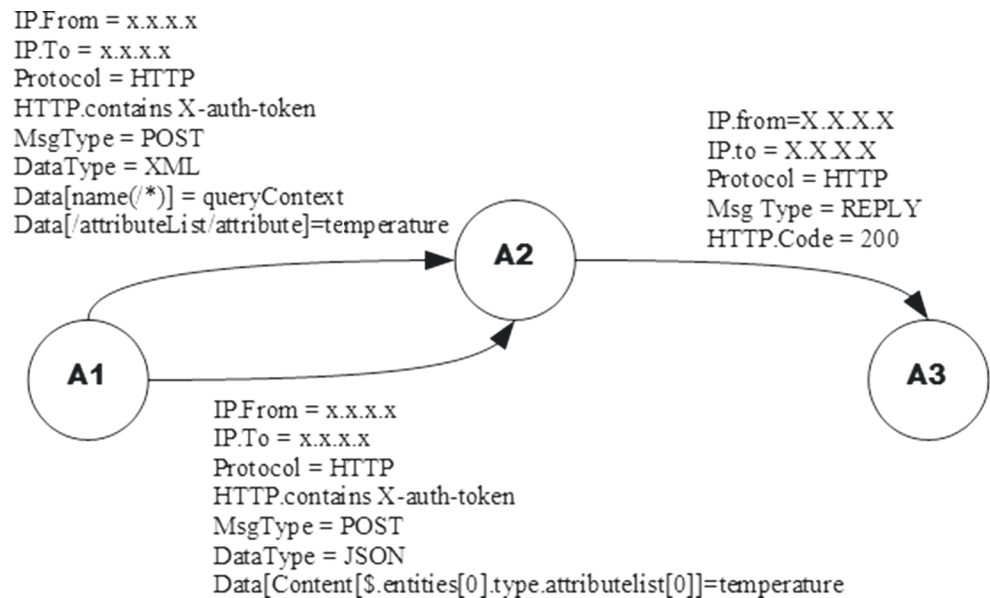 IP.From = x.x.x.x
IP.To = x.x.x.x
Protocol = HTTP
HTTP.contains X-auth-token
MsgType = POST
DataType = XML
Data[name(/*)] = queryContext
Data[/attributeList/attribute]=temperature
IP.from=X.X.X.X
IP.to = X.X.X.X
Protocol = HTTP
Msg Type = REPLY
HTTP.Code = 200
A2
A1
A3
IP.From = x.x.x.x
IP.To = x.x.x.x
Protocol = HTTP
HTTP.contains X-auth-token
MsgType = POST
DataType = JSON
Data[Content[$.entities[0].type.attributelist[0]]=temperature